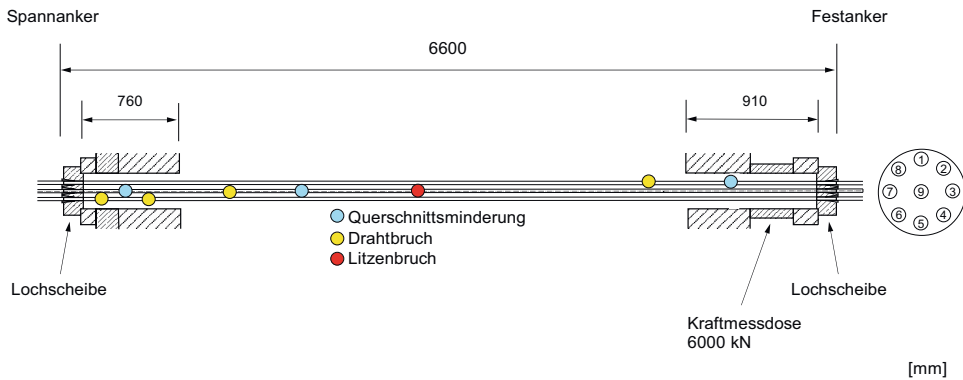 Spannanker
Festanker
6600
760
910
1
2
3
4
5
6
7
8
9
Querschnittsminderung
Drahtbruch
Litzenbruch
Lochscheibe
Lochscheibe
Kraftmessdose
6000 kN
[mm]